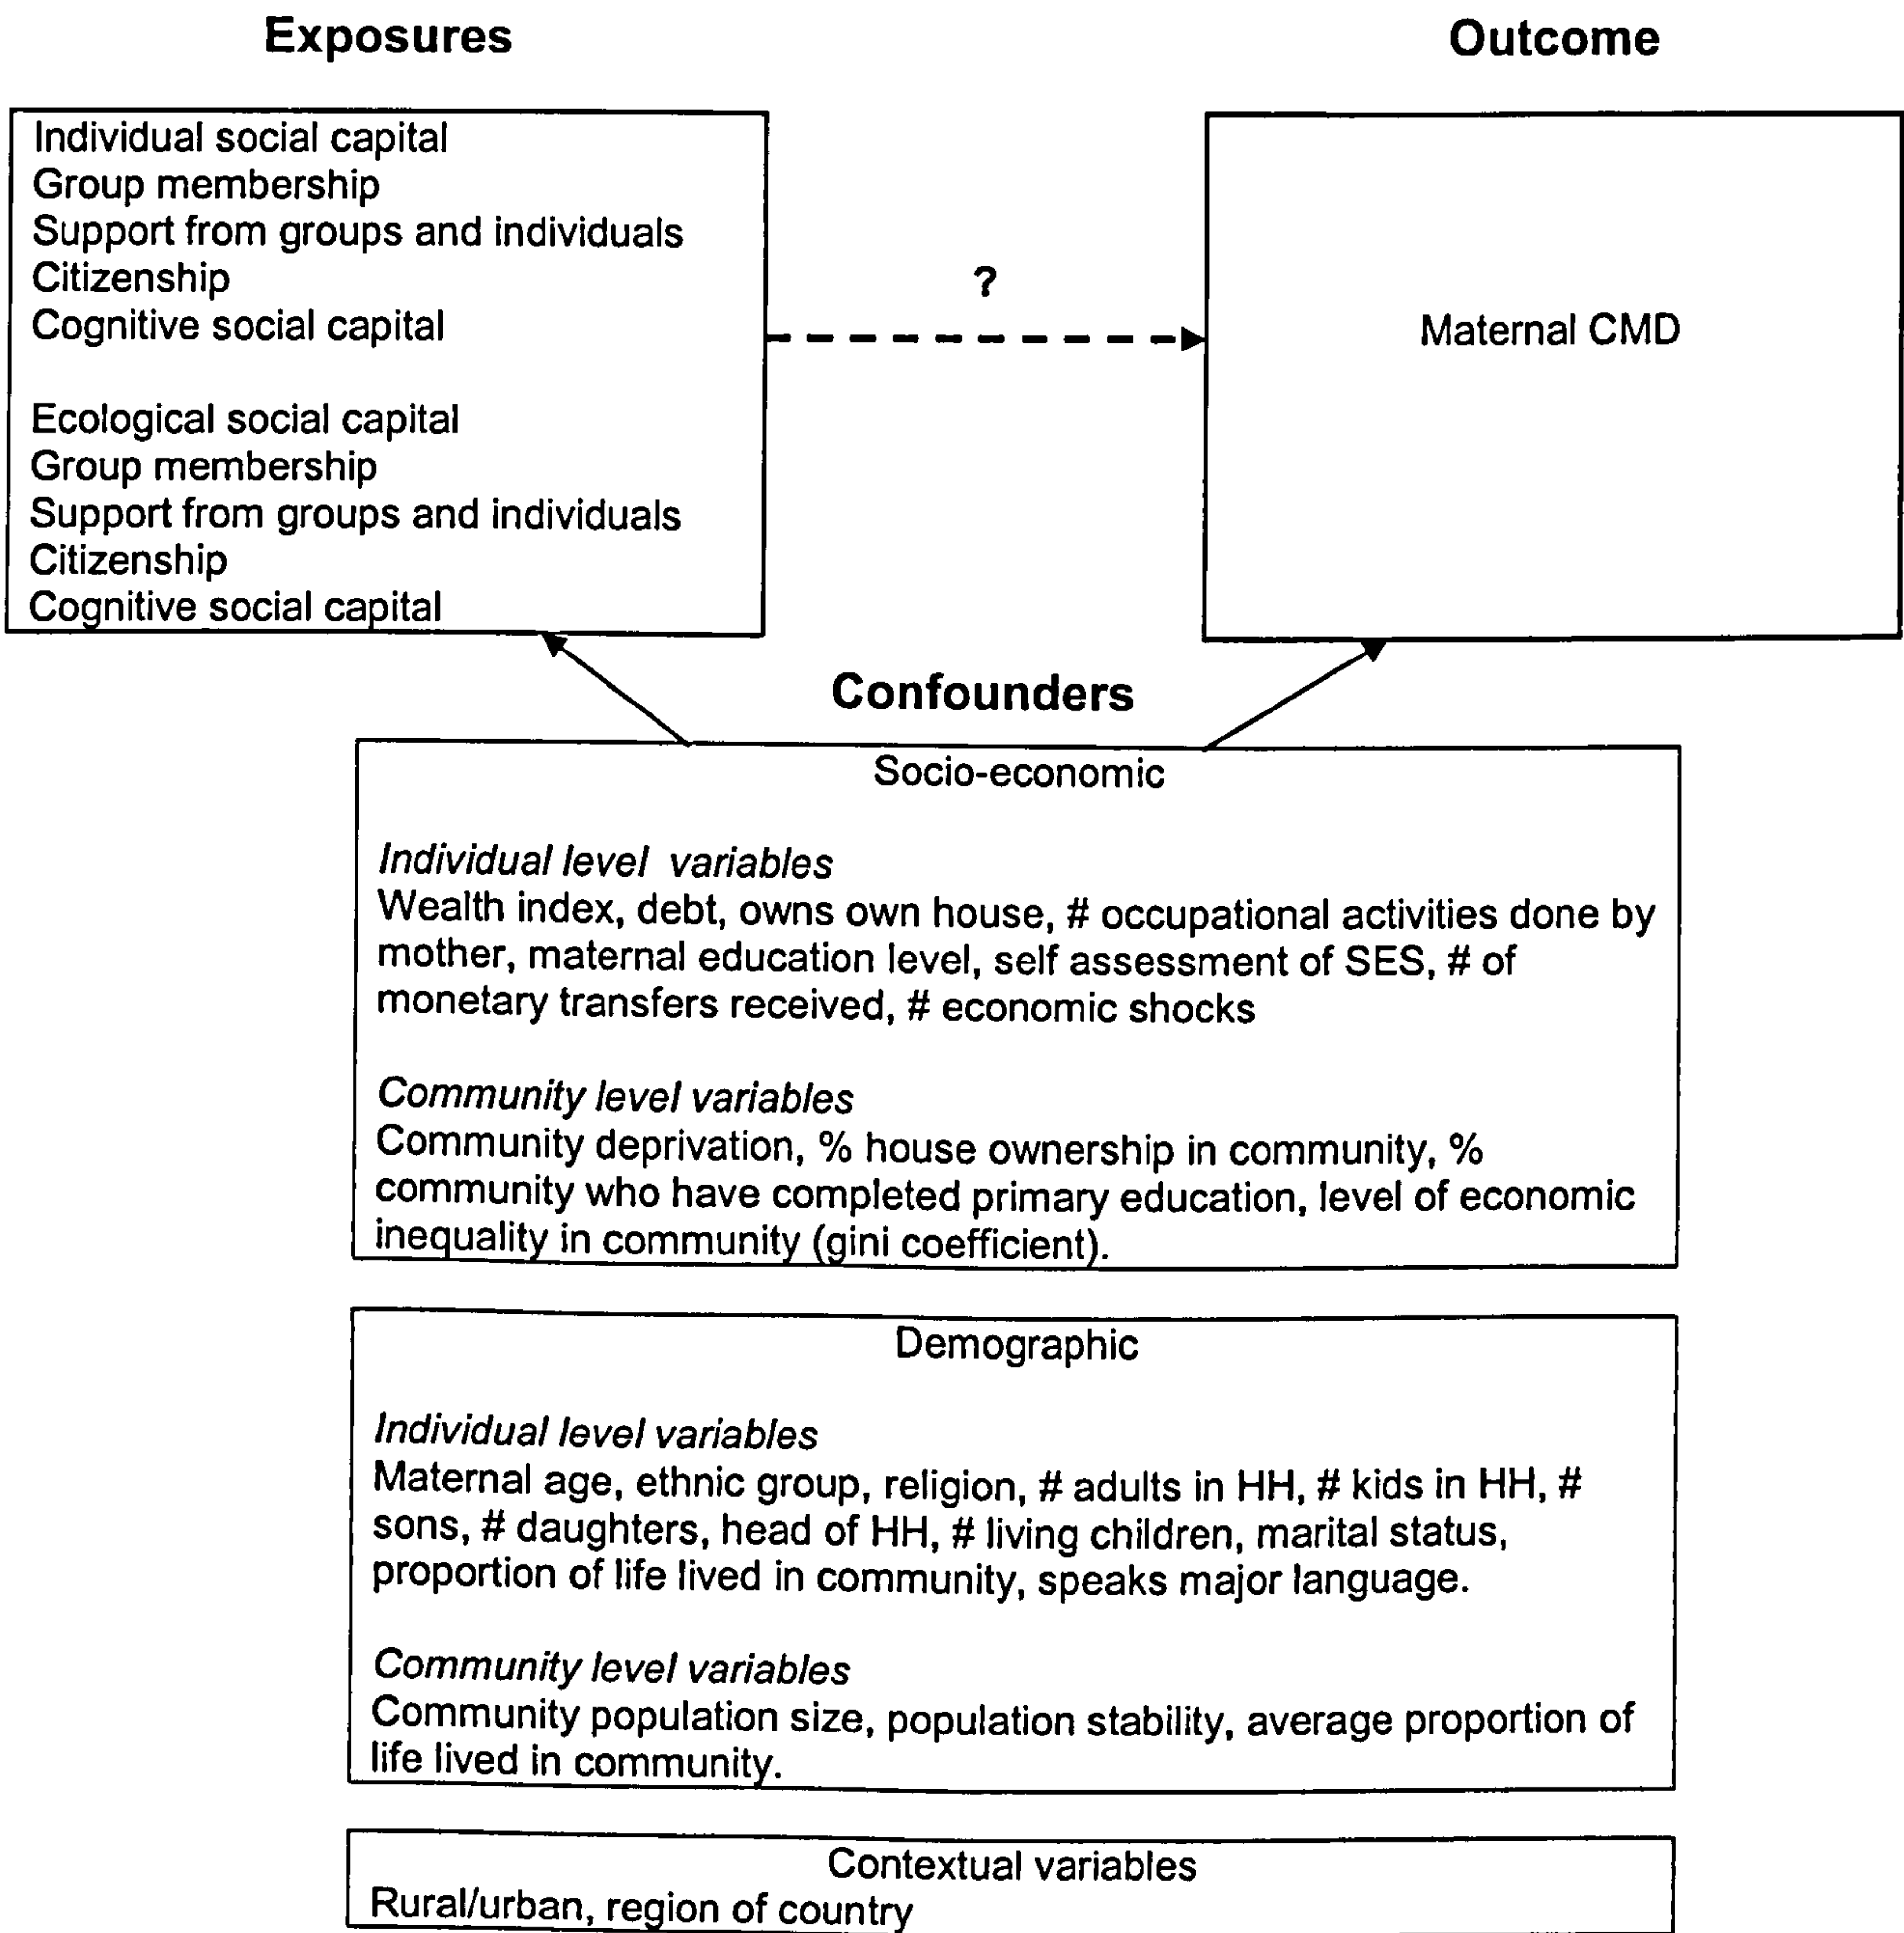 Exposures
Outcome
Individual social capital
Group membership
Support from groups and individuals
Citizenship
Cognitive social capital
Ecological social capital
Group membership
Support from groups and individuals
Citizenship
Cognitive social capital
?
Maternal CMD
Confounders
Socio-economic
Individual level variables
Wealth index, debt, owns own house, # occupational activities done by
mother, maternal education level, self assessment of SES, # of
monetary transfers received, # economic shocks
Community level variables
Community deprivation, % house ownership in community, %
community who have completed primary education, level of economic
inequality in community (gini coefficient).
Demographic
Individual level variables
Maternal age, ethnic group, religion, # adults in HH, # kids in HH, #
sons, # daughters, head of HH, # living children, marital status,
proportion of life lived in community, speaks major language.
Community level variables
Community population size, population stability, average proportion of
life lived in community.
Contextual variables
Rural/urban, region of country